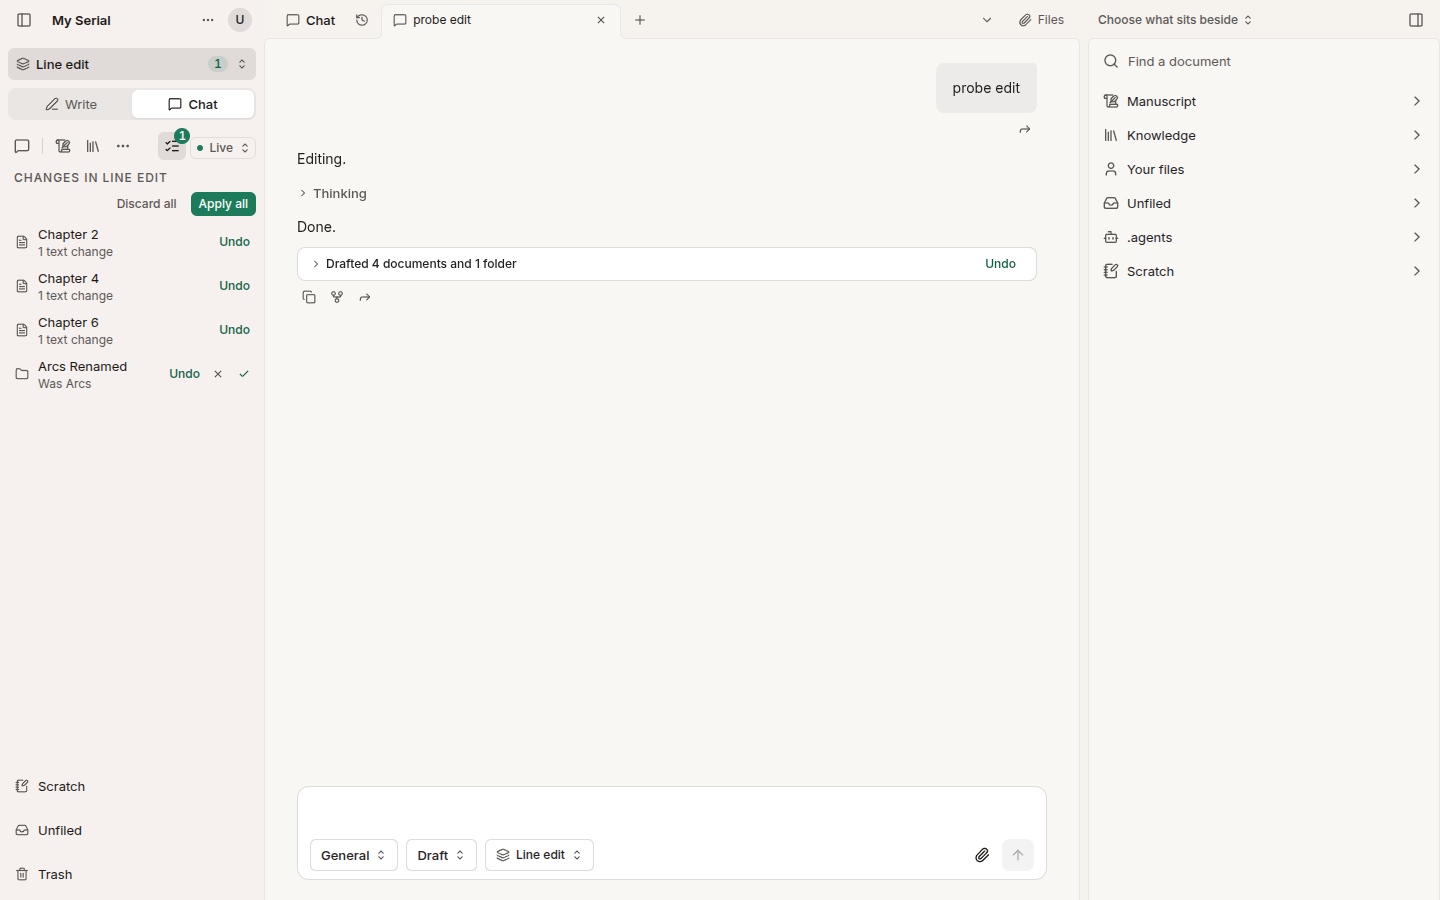 My Serial
U
Chat
probe edit
Files
Choose what sits beside
Line edit
1
Write
Chat
1
Live
CHANGES IN LINE EDIT
Discard all
Apply all
Chapter 2
1 text change
Undo
Chapter 4
1 text change
Undo
Chapter 6
1 text change
Undo
Arcs Renamed
Was Arcs
Undo
Scratch
Unfiled
Trash
probe edit
Editing.
Thinking
Done.
Drafted 4 documents and 1 folder
Undo
General
Draft
Line edit
Find a document
Manuscript
Knowledge
Your files
Unfiled
.agents
Scratch